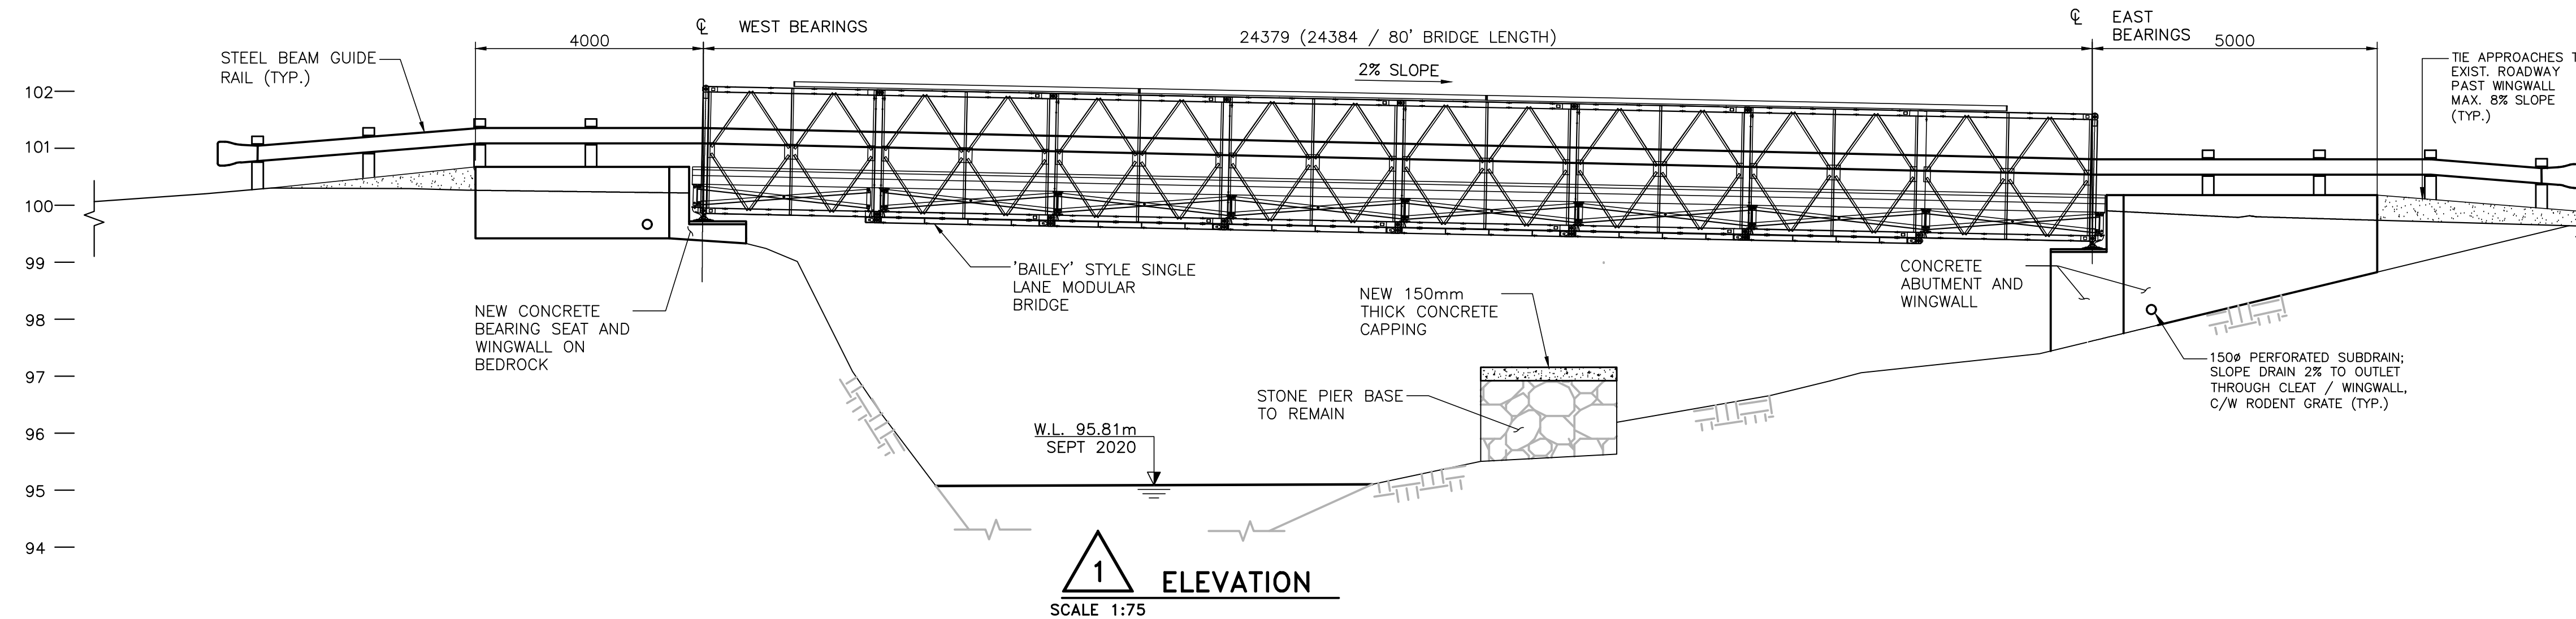 STEEL BEAM GUIDE
RAIL (TYP.)
4000
℄ WEST BEARINGS
24379 (24384 / 80' BRIDGE LENGTH)
2% SLOPE
℄ EAST
BEARINGS
5000
TIE APPROACHES T
EXIST. ROADWAY
PAST WINGWALL
MAX. 8% SLOPE
(TYP.)
102
101
100
99
98
97
96
95
94
NEW CONCRETE
BEARING SEAT AND
WINGWALL ON
BEDROCK
'BAILEY' STYLE SINGLE
LANE MODULAR
BRIDGE
NEW 150mm
THICK CONCRETE
CAPPING
CONCRETE
ABUTMENT AND
WINGWALL
150ø PERFORATED SUBDRAIN;
SLOPE DRAIN 2% TO OUTLET
THROUGH CLEAT / WINGWALL,
C/W RODENT GRATE (TYP.)
STONE PIER BASE
TO REMAIN
W.L. 95.81m
SEPT 2020
1 ELEVATION
SCALE 1:75